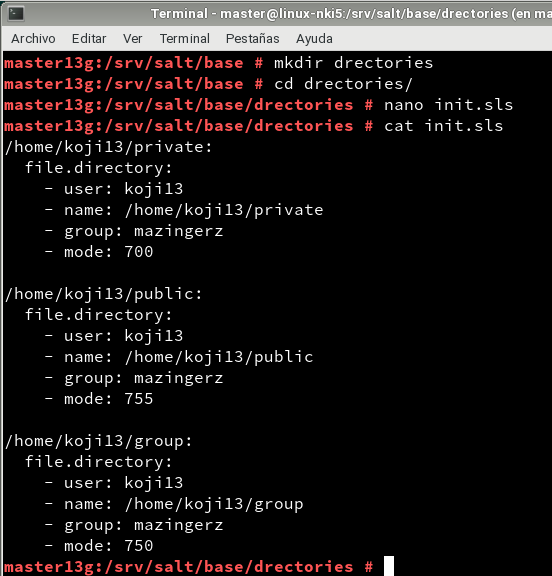 Terminal - master@linux-nki5:/srv/salt/base/drectories (en ma
Archivo Editar Ver Terminal Pestañas Ayuda
master13g:/srv/salt/base # mkdir drectories
master13g:/srv/salt/base # cd drectories/
master13g:/srv/salt/base/drectories # nano init.sls
master13g:/srv/salt/base/drectories # cat init.sls
/home/koji13/private:
  file.directory:
    - user: koji13
    - name: /home/koji13/private
    - group: mazingerz
    - mode: 700

/home/koji13/public:
  file.directory:
    - user: koji13
    - name: /home/koji13/public
    - group: mazingerz
    - mode: 755

/home/koji13/group:
  file.directory:
    - user: koji13
    - name: /home/koji13/group
    - group: mazingerz
    - mode: 750
master13g:/srv/salt/base/drectories #